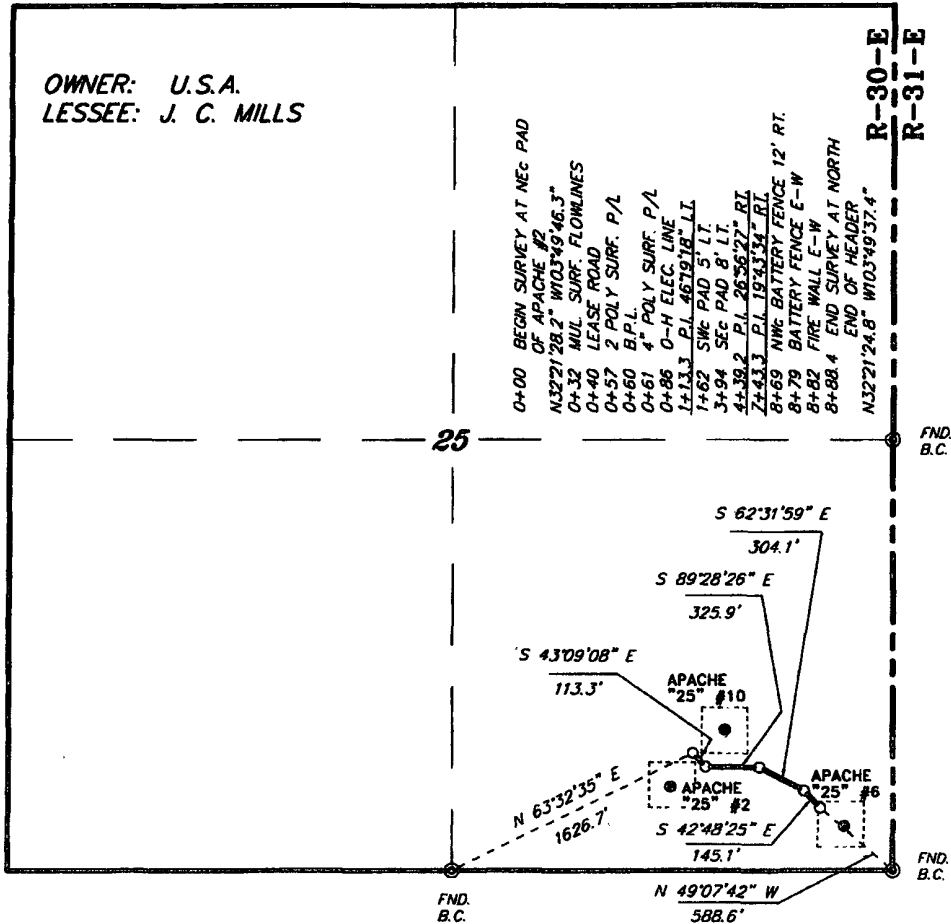 OWNER: U.S.A.
LESSEE: J. C. MILLS
R-30-E
R-31-E
0+00 BEGIN SURVEY AT NEc PAD
OF APACHE #2
N32°21'28.2" W103°49'46.3"
0+32 MUL. SURF. FLOWLINES
0+40 LEASE ROAD
0+57 2 POLY SURF. P/L
0+60 B.P.L.
0+61 4" POLY SURF. P/L
0+86 O-H ELEC. LINE
1+13.3 P.I. 46°19'18" LT.
1+62 SWc PAD 5' LT.
3+94 SEc PAD 8' LT.
4+39.2 P.I. 26°56'27" RT.
7+43.3 P.I. 19°43'34" RT.
8+69 NWc BATTERY FENCE 12' RT.
8+79 BATTERY FENCE E-W
8+82 FIRE WALL E-W
8+88.4 END SURVEY AT NORTH
END OF HEADER
N32°21'24.8" W103°49'37.4"
25
FND.
B.C.
S 62°31'59" E
304.1'
S 89°28'26" E
325.9'
S 43°09'08" E
113.3'
APACHE
"25" #10
APACHE
"25" #2
APACHE
"25" #6
N 63°32'35" E
1626.7'
S 42°48'25" E
145.1'
N 49°07'42" W
588.6'
FND.
B.C.
FND.
B.C.